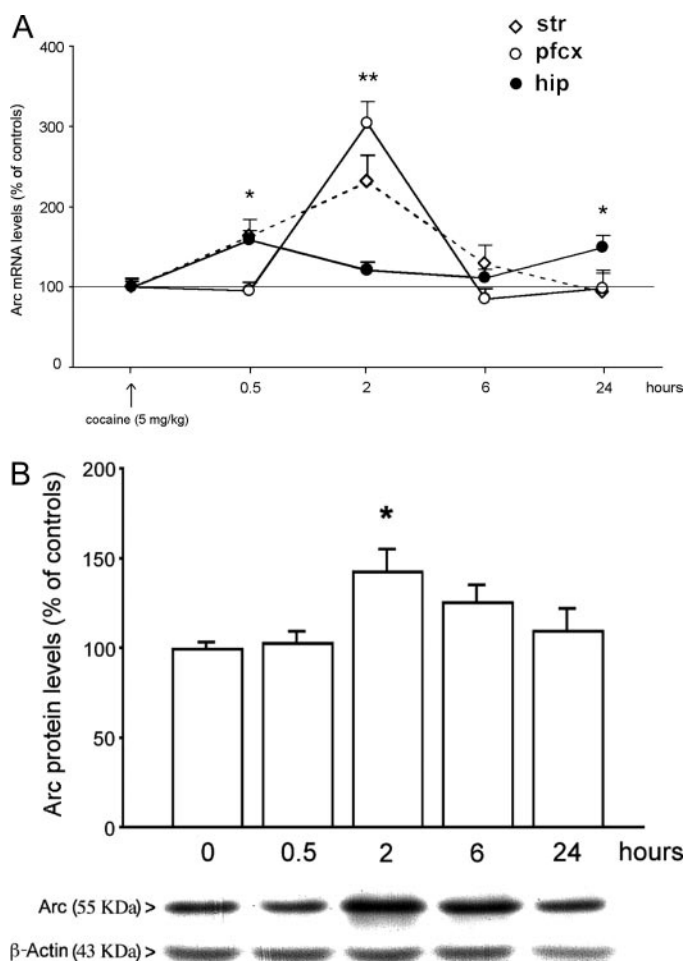 A
str
pfcx
hip
Arc mRNA levels (% of controls)
400
300
200
100
0
**
*
*
0.5 2 6 24 hours
cocaine (5 mg/kg)
B
Arc protein levels (% of controls)
200
150
100
50
0
*
0 0.5 2 6 24 hours
Arc (55 KDa) >
β-Actin (43 KDa) >